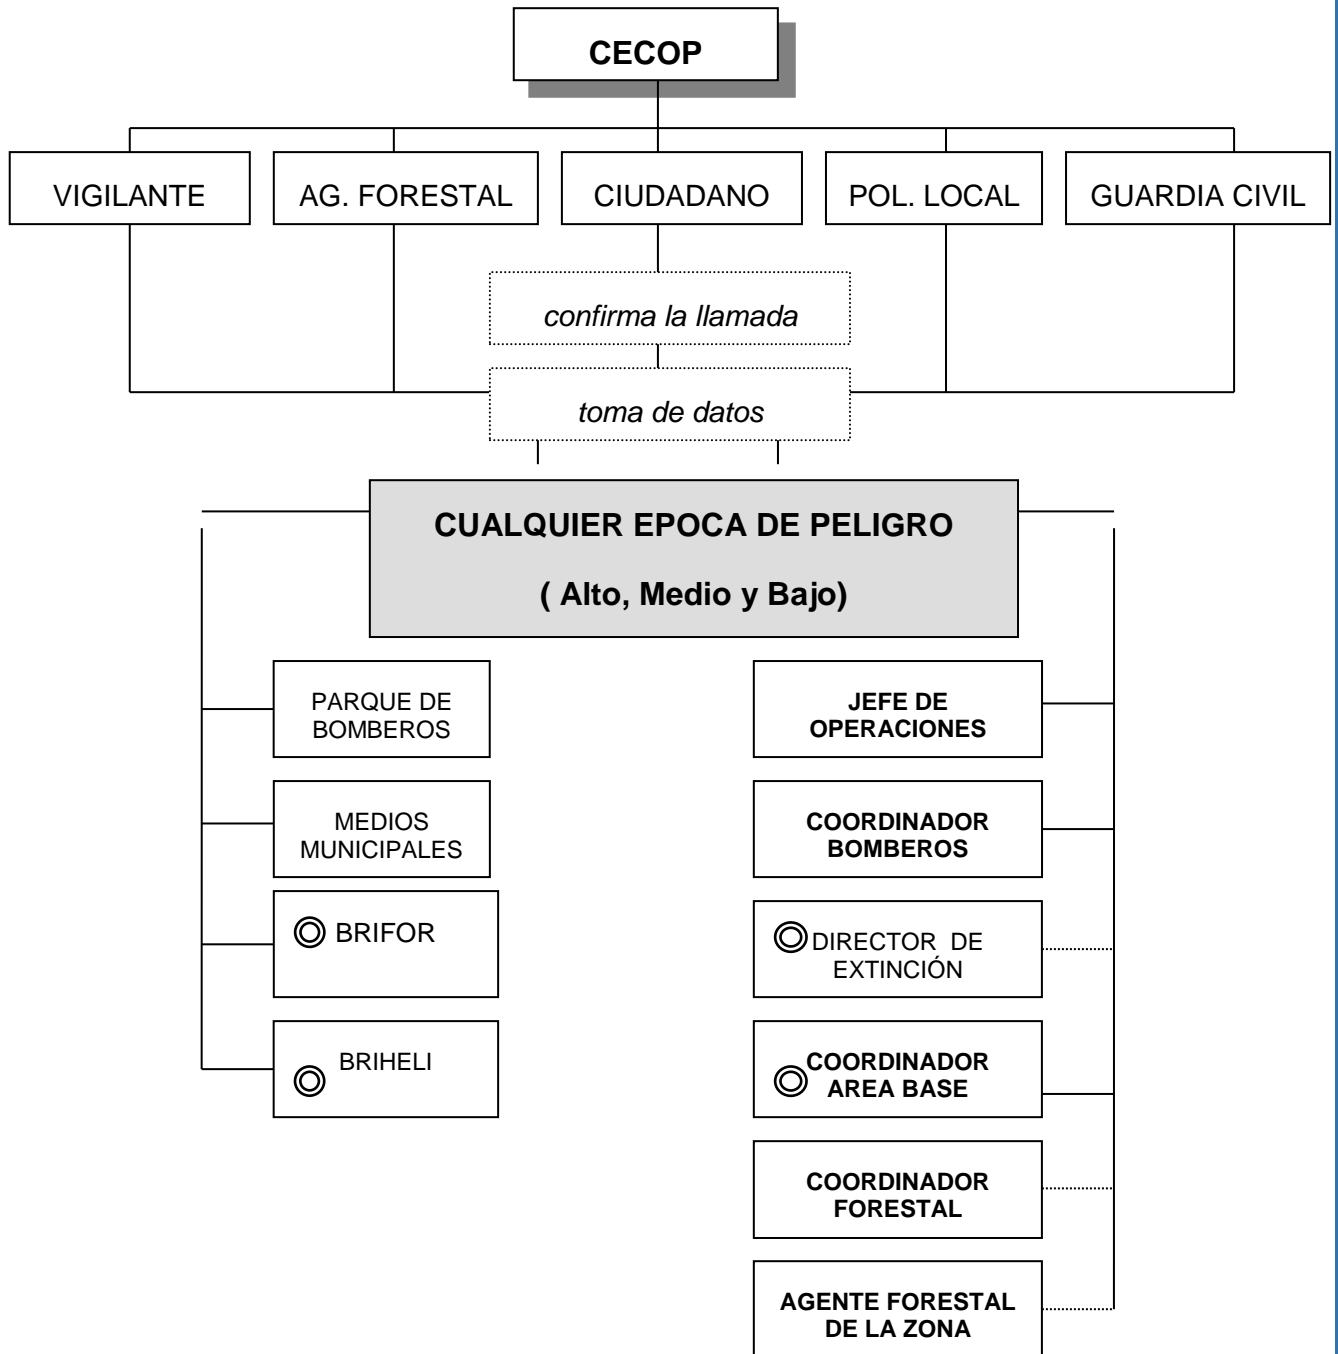 CECOP
VIGILANTE
AG. FORESTAL
CIUDADANO
POL. LOCAL
GUARDIA CIVIL
confirma la llamada
toma de datos
CUALQUIER EPOCA DE PELIGRO
( Alto, Medio y Bajo)
PARQUE DE
BOMBEROS
MEDIOS
MUNICIPALES
BRIFOR
BRIHELI
JEFE DE
OPERACIONES
COORDINADOR
BOMBEROS
DIRECTOR DE
EXTINCIÓN
COORDINADOR
AREA BASE
COORDINADOR
FORESTAL
AGENTE FORESTAL
DE LA ZONA